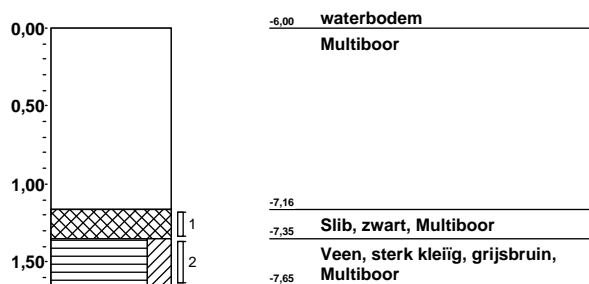 waterbodem
0,00
-6,00
Multiboor
0,50
1,00
-7,16
1
Slib, zwart, Multiboor
-7,35
1,50
2
Veen, sterk kleiïg, grijsbruin,
Multiboor
-7,65